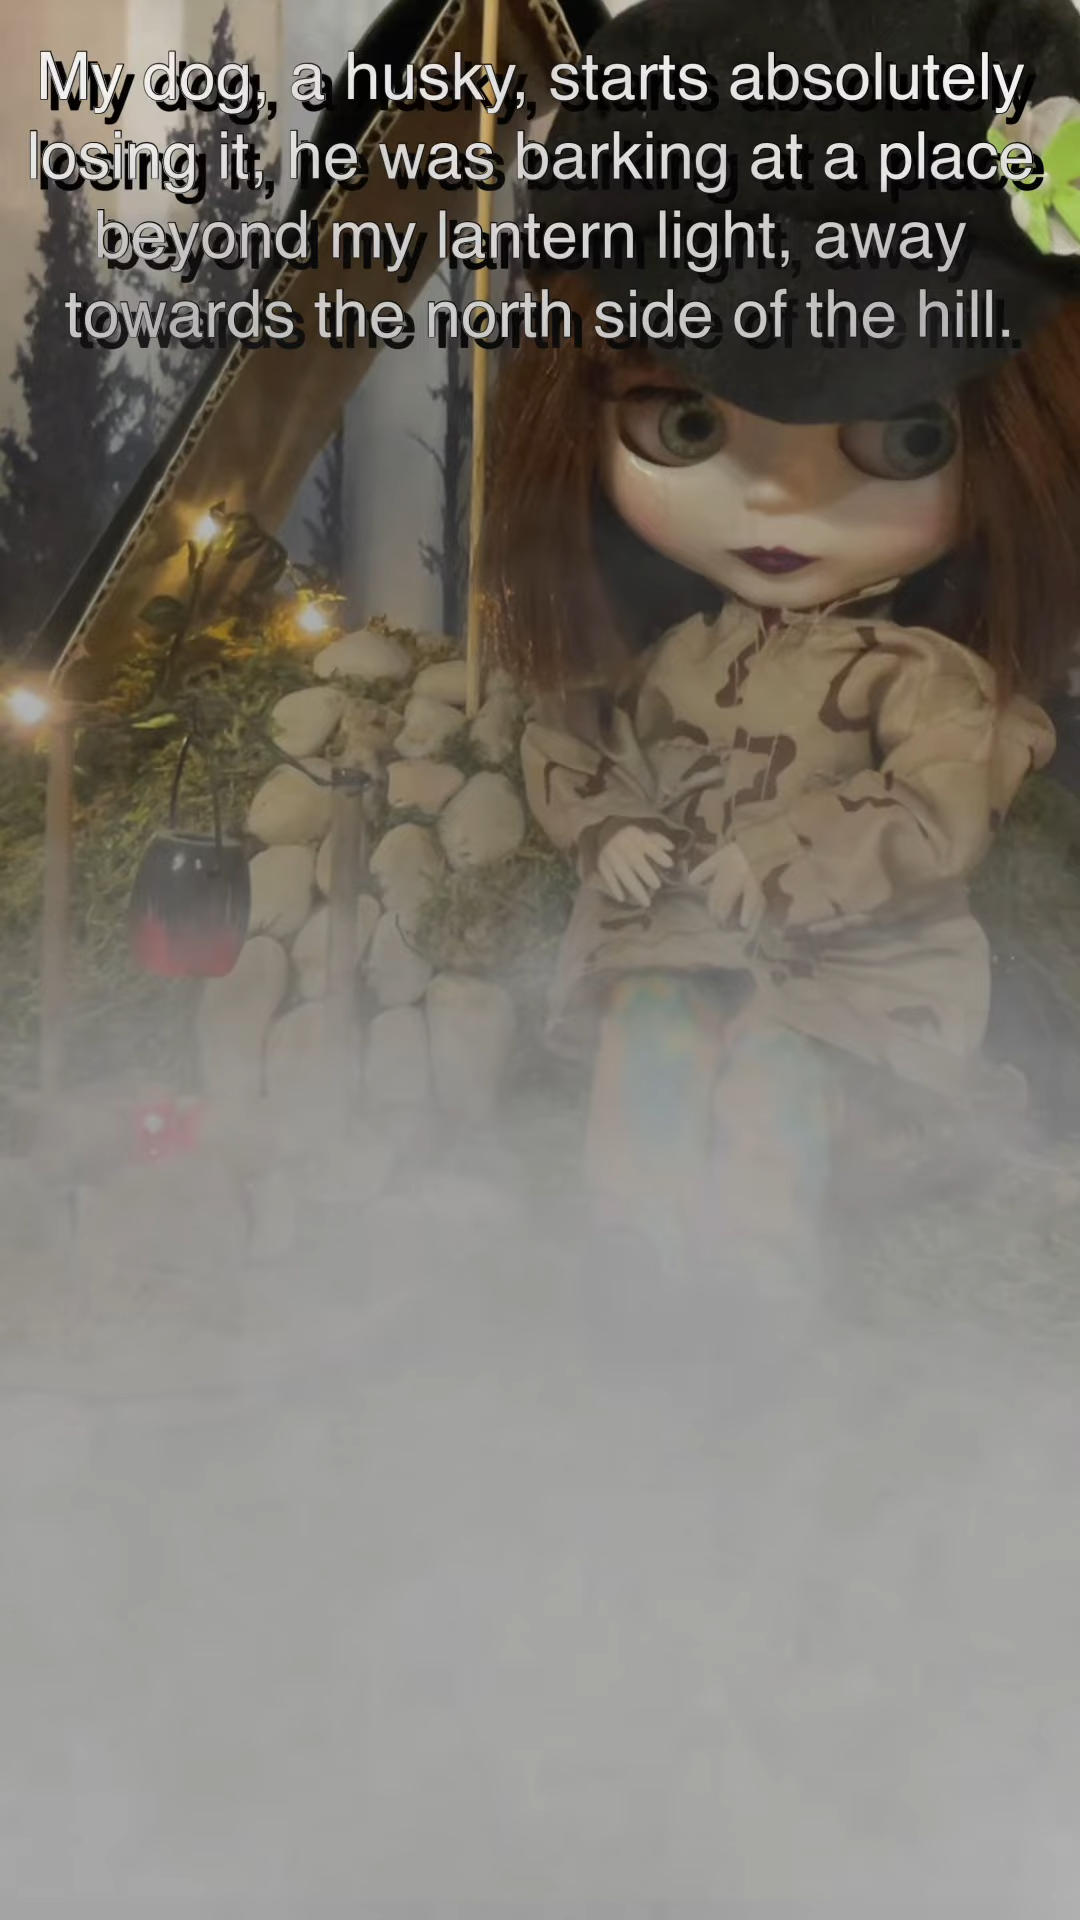 My dog, a husky, starts absolutely
losing it, he was barking at a place
beyond my lantern light, away
towards the north side of the hill.